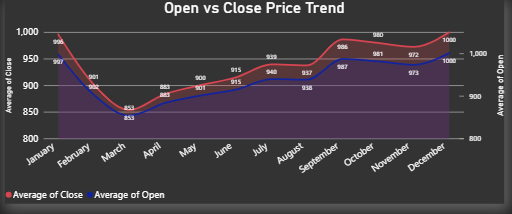 Open vs Close Price Trend
1,000
950
900
850
800
Average of Close
996 901 853 883 900 915 939 937 986 980 972 1000
997 902 853 883 901 915 940 938 987 981 973 1000
1,000
900
800
Average of Open
January February March April May June July August September October November December
Average of Close Average of Open